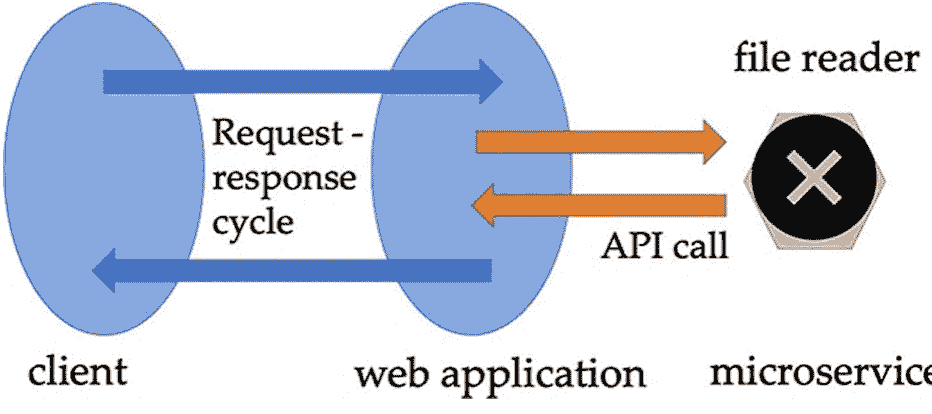 file reader
Request -
response
cycle
API call
client
web application
microservice